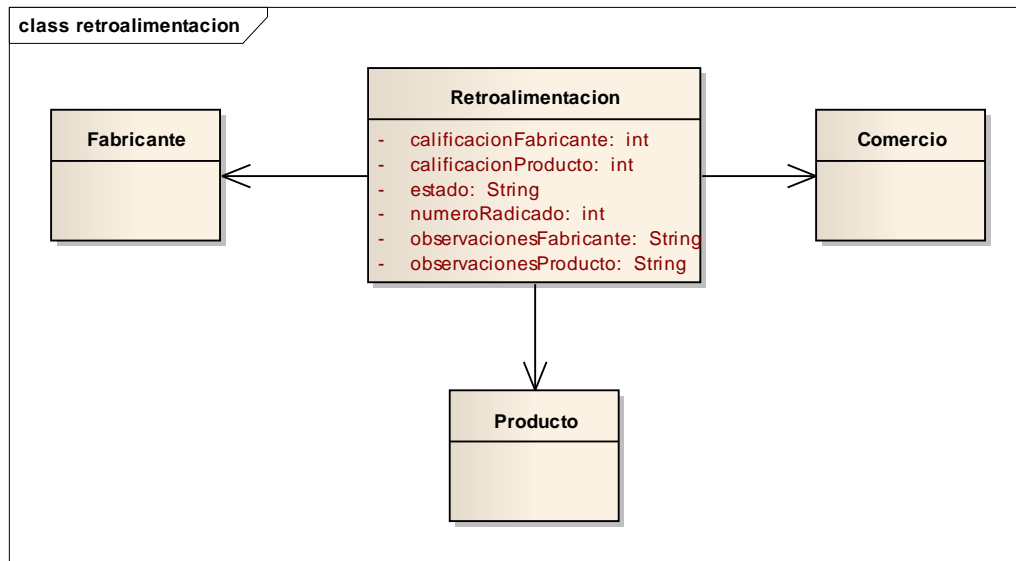 class retroalimentacion
Retroalimentacion
- calificacionFabricante: int
- calificacionProducto: int
- estado: String
- numeroRadicado: int
- observacionesFabricante: String
- observacionesProducto: String
Fabricante
Comercio
Producto